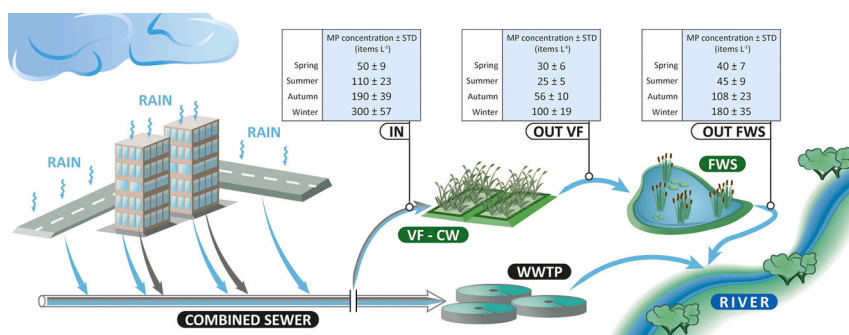 MP concentration ± STD
(items L⁻¹)
Spring 50 ± 9
Summer 110 ± 23
Autumn 190 ± 39
Winter 300 ± 57
IN
MP concentration ± STD
(items L⁻¹)
Spring 30 ± 6
Summer 25 ± 5
Autumn 56 ± 10
Winter 100 ± 19
OUT VF
MP concentration ± STD
(items L⁻¹)
Spring 40 ± 7
Summer 45 ± 9
Autumn 108 ± 23
Winter 180 ± 35
OUT FWS
RAIN
RAIN
RAIN
FWS
VF - CW
WWTP
RIVER
COMBINED SEWER